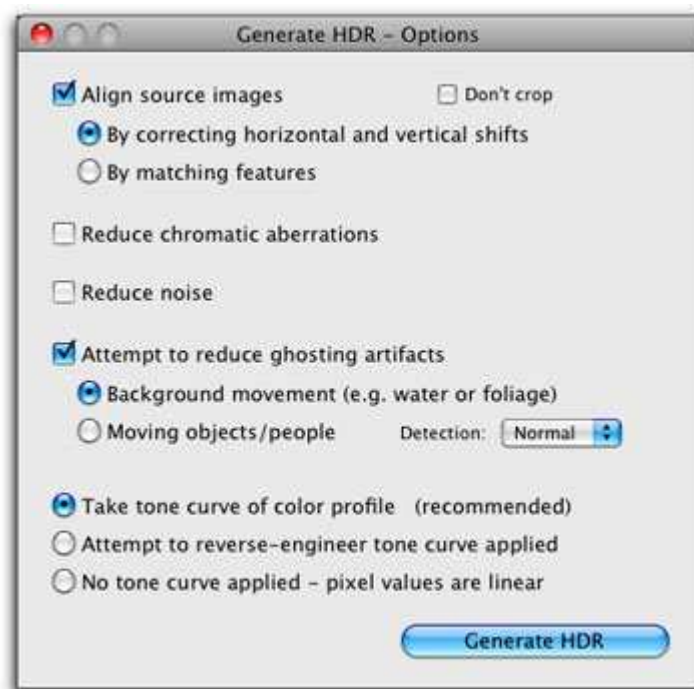 Generate HDR – Options
Align source images Don't crop
By correcting horizontal and vertical shifts
By matching features
Reduce chromatic aberrations
Reduce noise
Attempt to reduce ghosting artifacts
Background movement (e.g. water or foliage)
Moving objects/people Detection: Normal
Take tone curve of color profile (recommended)
Attempt to reverse-engineer tone curve applied
No tone curve applied – pixel values are linear
Generate HDR